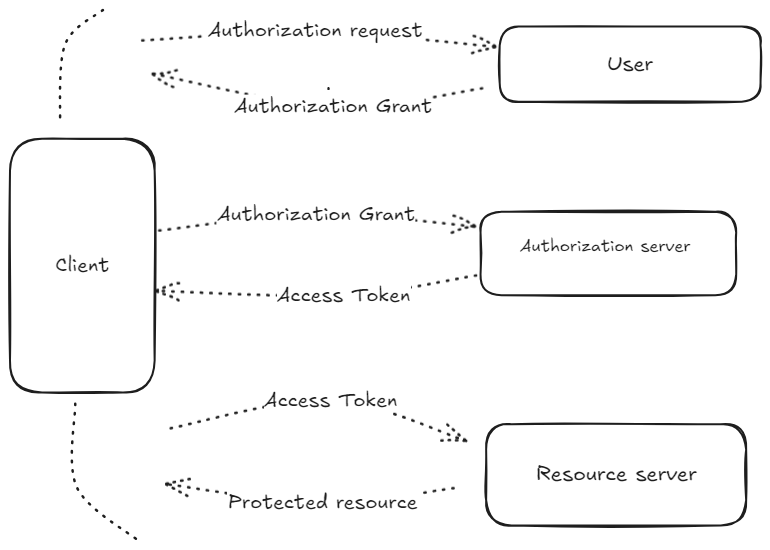 Authorization request
User
Authorization Grant
Authorization Grant
Authorization server
Client
Access Token
Access Token
Resource server
Protected resource